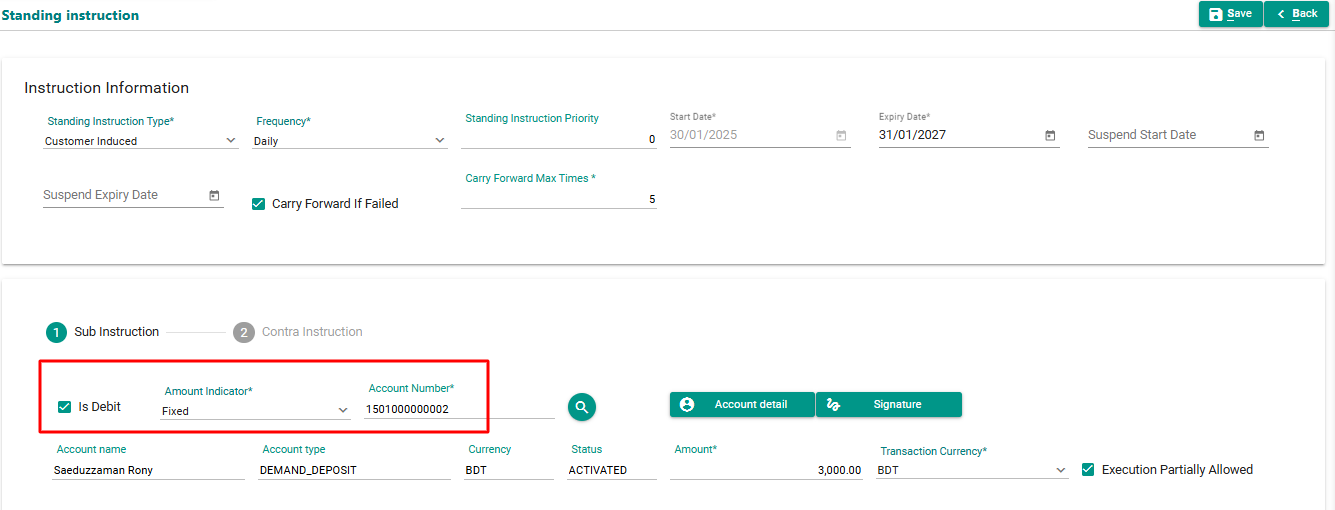 Standing instruction
Save
Back
Instruction Information
Standing Instruction Type*
Customer Induced
Frequency*
Daily
Standing Instruction Priority
0
Start Date*
30/01/2025
Expiry Date*
31/01/2027
Suspend Start Date
Suspend Expiry Date
Carry Forward If Failed
Carry Forward Max Times *
5
1 Sub Instruction
2 Contra Instruction
Is Debit
Amount Indicator*
Fixed
Account Number*
1501000000002
Account detail
Signature
Account name
Saeduzzaman Rony
Account type
DEMAND_DEPOSIT
Currency
BDT
Status
ACTIVATED
Amount*
3,000.00
Transaction Currency*
BDT
Execution Partially Allowed